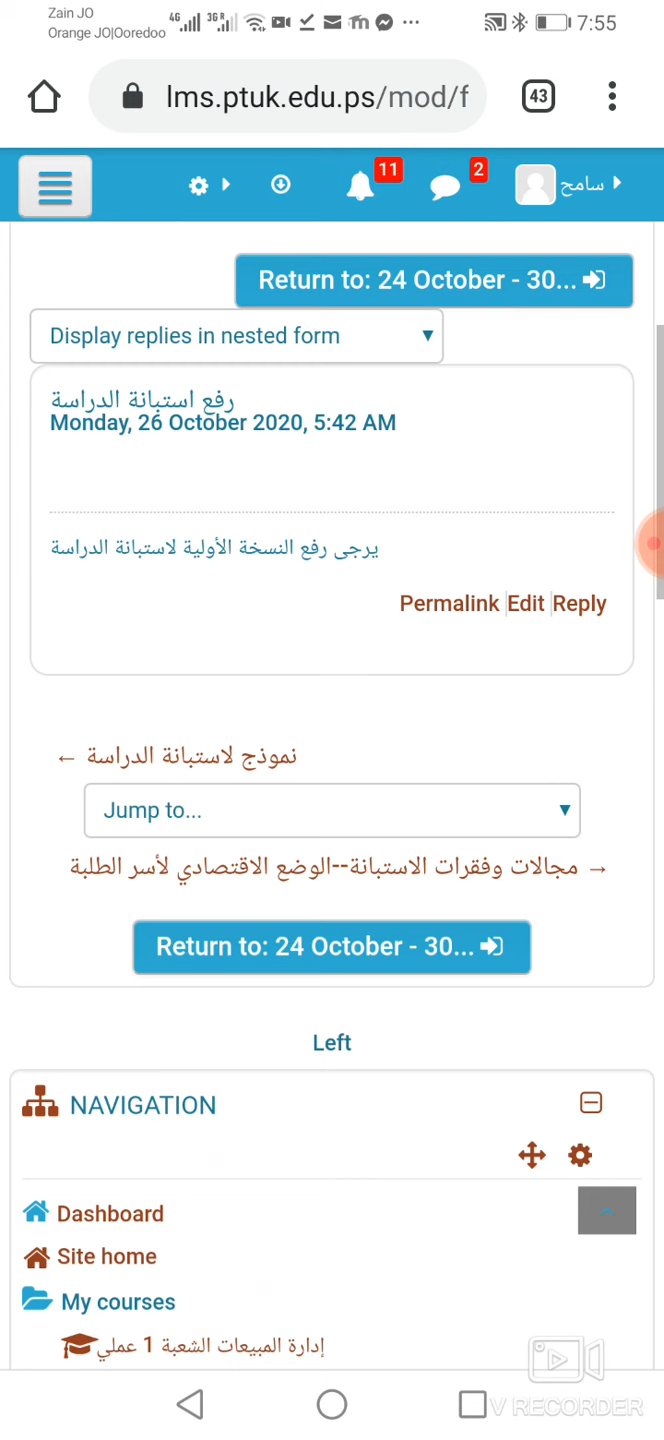 Zain JO
Orange JO|Ooredoo
4G 3G R 7:55
lms.ptuk.edu.ps/mod/f
43
11
2
سامح
Return to: 24 October - 30...
Display replies in nested form
رفع استبانة الدراسة
Monday, 26 October 2020, 5:42 AM
يرجى رفع النسخة الأولية لاستبانة الدراسة
Permalink Edit Reply
← نموذج لاستبانة الدراسة
Jump to...
مجالات وفقرات الاستبانة--الوضع الاقتصادي لأسر الطلبة →
Return to: 24 October - 30...
Left
NAVIGATION
Dashboard
Site home
My courses
إدارة المبيعات الشعبة 1 عملي
V RECORDER